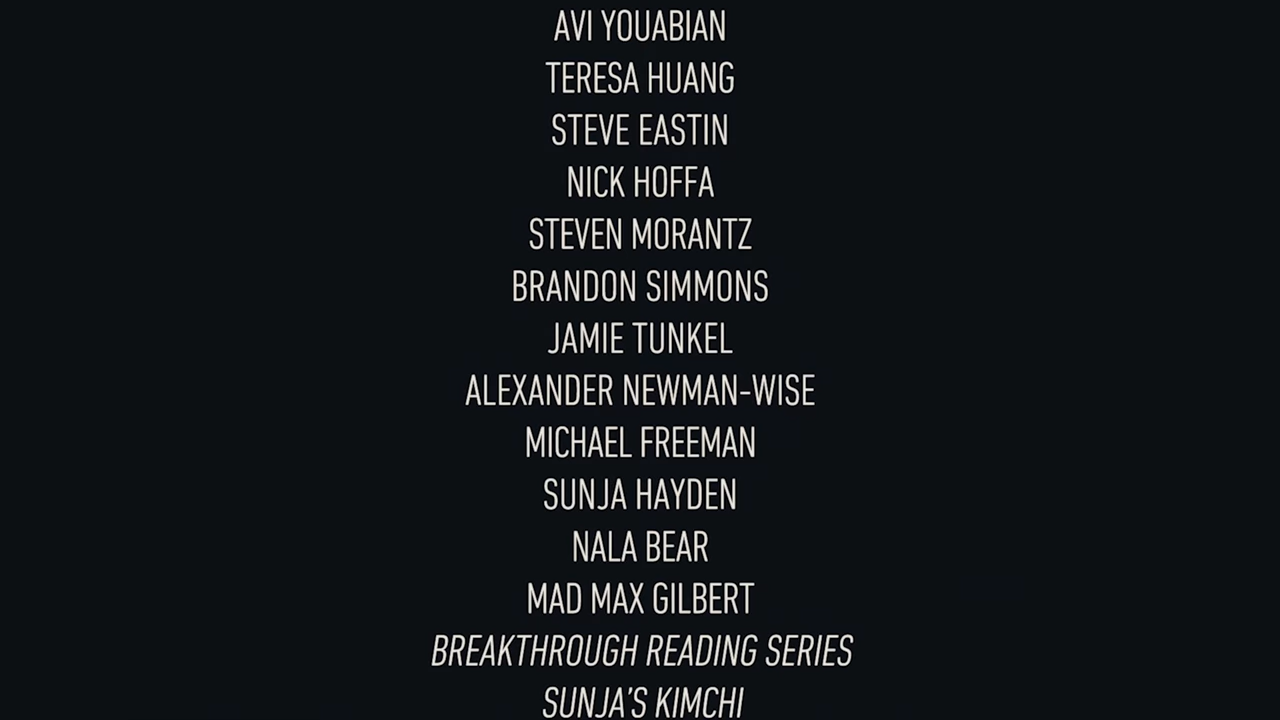 AVI YOUABIAN
TERESA HUANG
STEVE EASTIN
NICK HOFFA
STEVEN MORANTZ
BRANDON SIMMONS
JAMIE TUNKEL
ALEXANDER NEWMAN-WISE
MICHAEL FREEMAN
SUNJA HAYDEN
NALA BEAR
MAD MAX GILBERT
BREAKTHROUGH READING SERIES
SUNJA'S KIMCHI